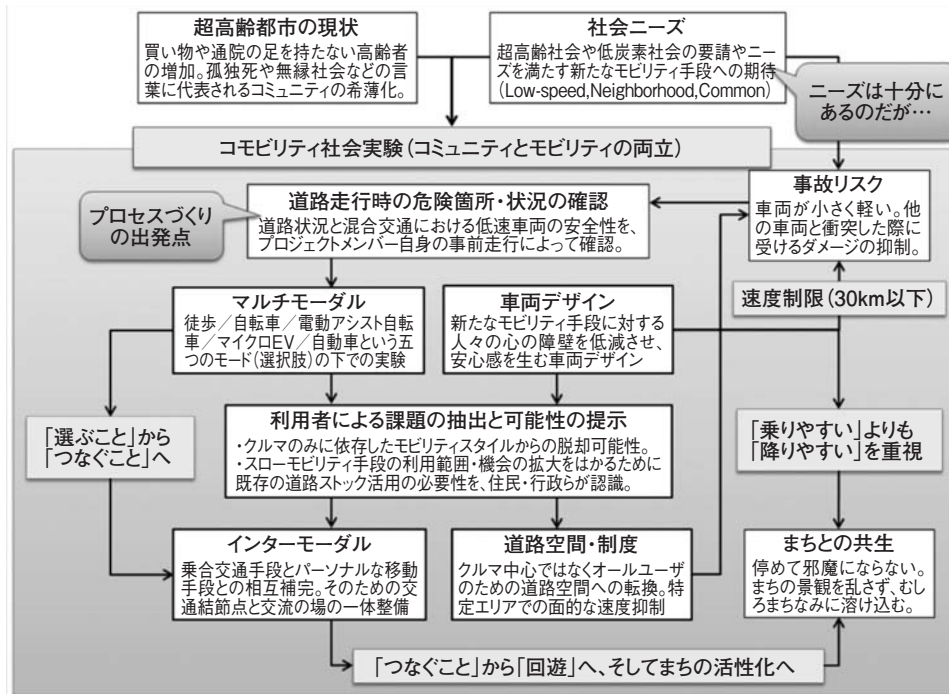 超高齢都市の現状
買い物や通院の足を持たない高齢者
の増加。孤独死や無縁社会などの言
葉に代表されるコミュニティの希薄化。
社会ニーズ
超高齢社会や低炭素社会の要請やニー
ズを満たす新たなモビリティ手段への期待
(Low-speed,Neighborhood,Common)
ニーズは十分に
あるのだが…
コモビリティ社会実験(コミュニティとモビリティの両立)
プロセスづくり
の出発点
道路走行時の危険箇所・状況の確認
道路状況と混合交通における低速車両の安全性を、
プロジェクトメンバー自身の事前走行によって確認。
事故リスク
車両が小さく軽い。他
の車両と衝突した際に
受けるダメージの抑制。
速度制限(30km以下)
マルチモーダル
徒歩/自転車/電動アシスト自転
車/マイクロEV/自動車という五
つのモード(選択肢)の下での実験
車両デザイン
新たなモビリティ手段に対する
人々の心の障壁を低減させ、
安心感を生む車両デザイン
「選ぶこと」から
「つなぐこと」へ
利用者による課題の抽出と可能性の提示
・クルマのみに依存したモビリティスタイルからの脱却可能性。
・スローモビリティ手段の利用範囲・機会の拡大をはかるために
既存の道路ストック活用の必要性を、住民・行政らが認識。
「乗りやすい」よりも
「降りやすい」を重視
インターモーダル
乗合交通手段とパーソナルな移動
手段との相互補完。そのための交
通結節点と交流の場の一体整備
道路空間・制度
クルマ中心ではなくオールユーザ
のための道路空間への転換。特
定エリアでの面的な速度抑制
まちとの共生
停めて邪魔にならない。
まちの景観を乱さず、むし
ろまちなみに溶け込む。
「つなぐこと」から「回遊」へ、そしてまちの活性化へ